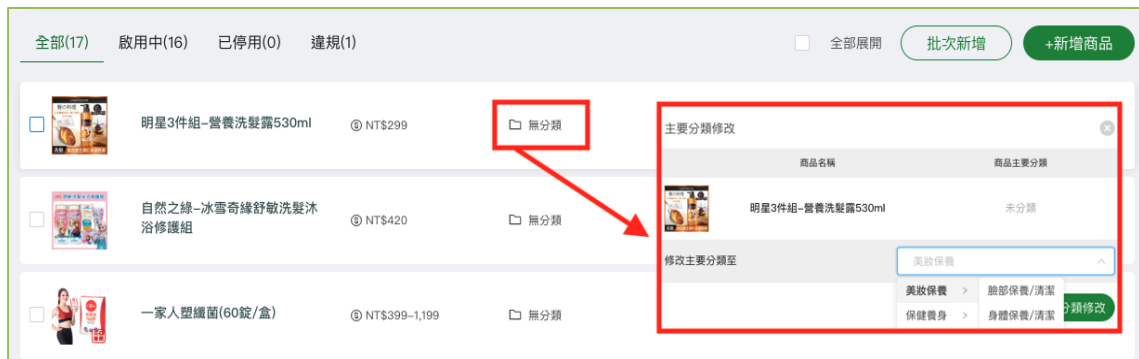 全部(17) 啟用中(16) 已停用(0) 違規(1) 全部展開 批次新增 +新增商品
明星3件組–營養洗髮露530ml NT$299 無分類
自然之綠–冰雪奇緣舒敏洗髮沐
浴修護組 NT$420 無分類
一家人塑纖菌(60錠/盒) NT$399–1,199 無分類
主要分類修改
商品名稱 商品主要分類
明星3件組–營養洗髮露530ml 未分類
修改主要分類至 美妝保養
美妝保養 > 臉部保養/清潔
保健養身 > 身體保養/清潔 分類修改